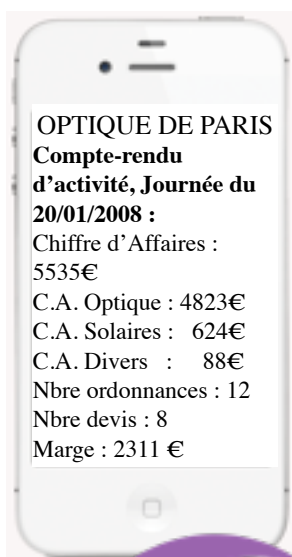 OPTIQUE DE PARIS
Compte-rendu
d’activité, Journée du
20/01/2008 :
Chiffre d’Affaires :
5535€
C.A. Optique : 4823€
C.A. Solaires :   624€
C.A. Divers   :     88€
Nbre ordonnances : 12
Nbre devis : 8
Marge : 2311 €